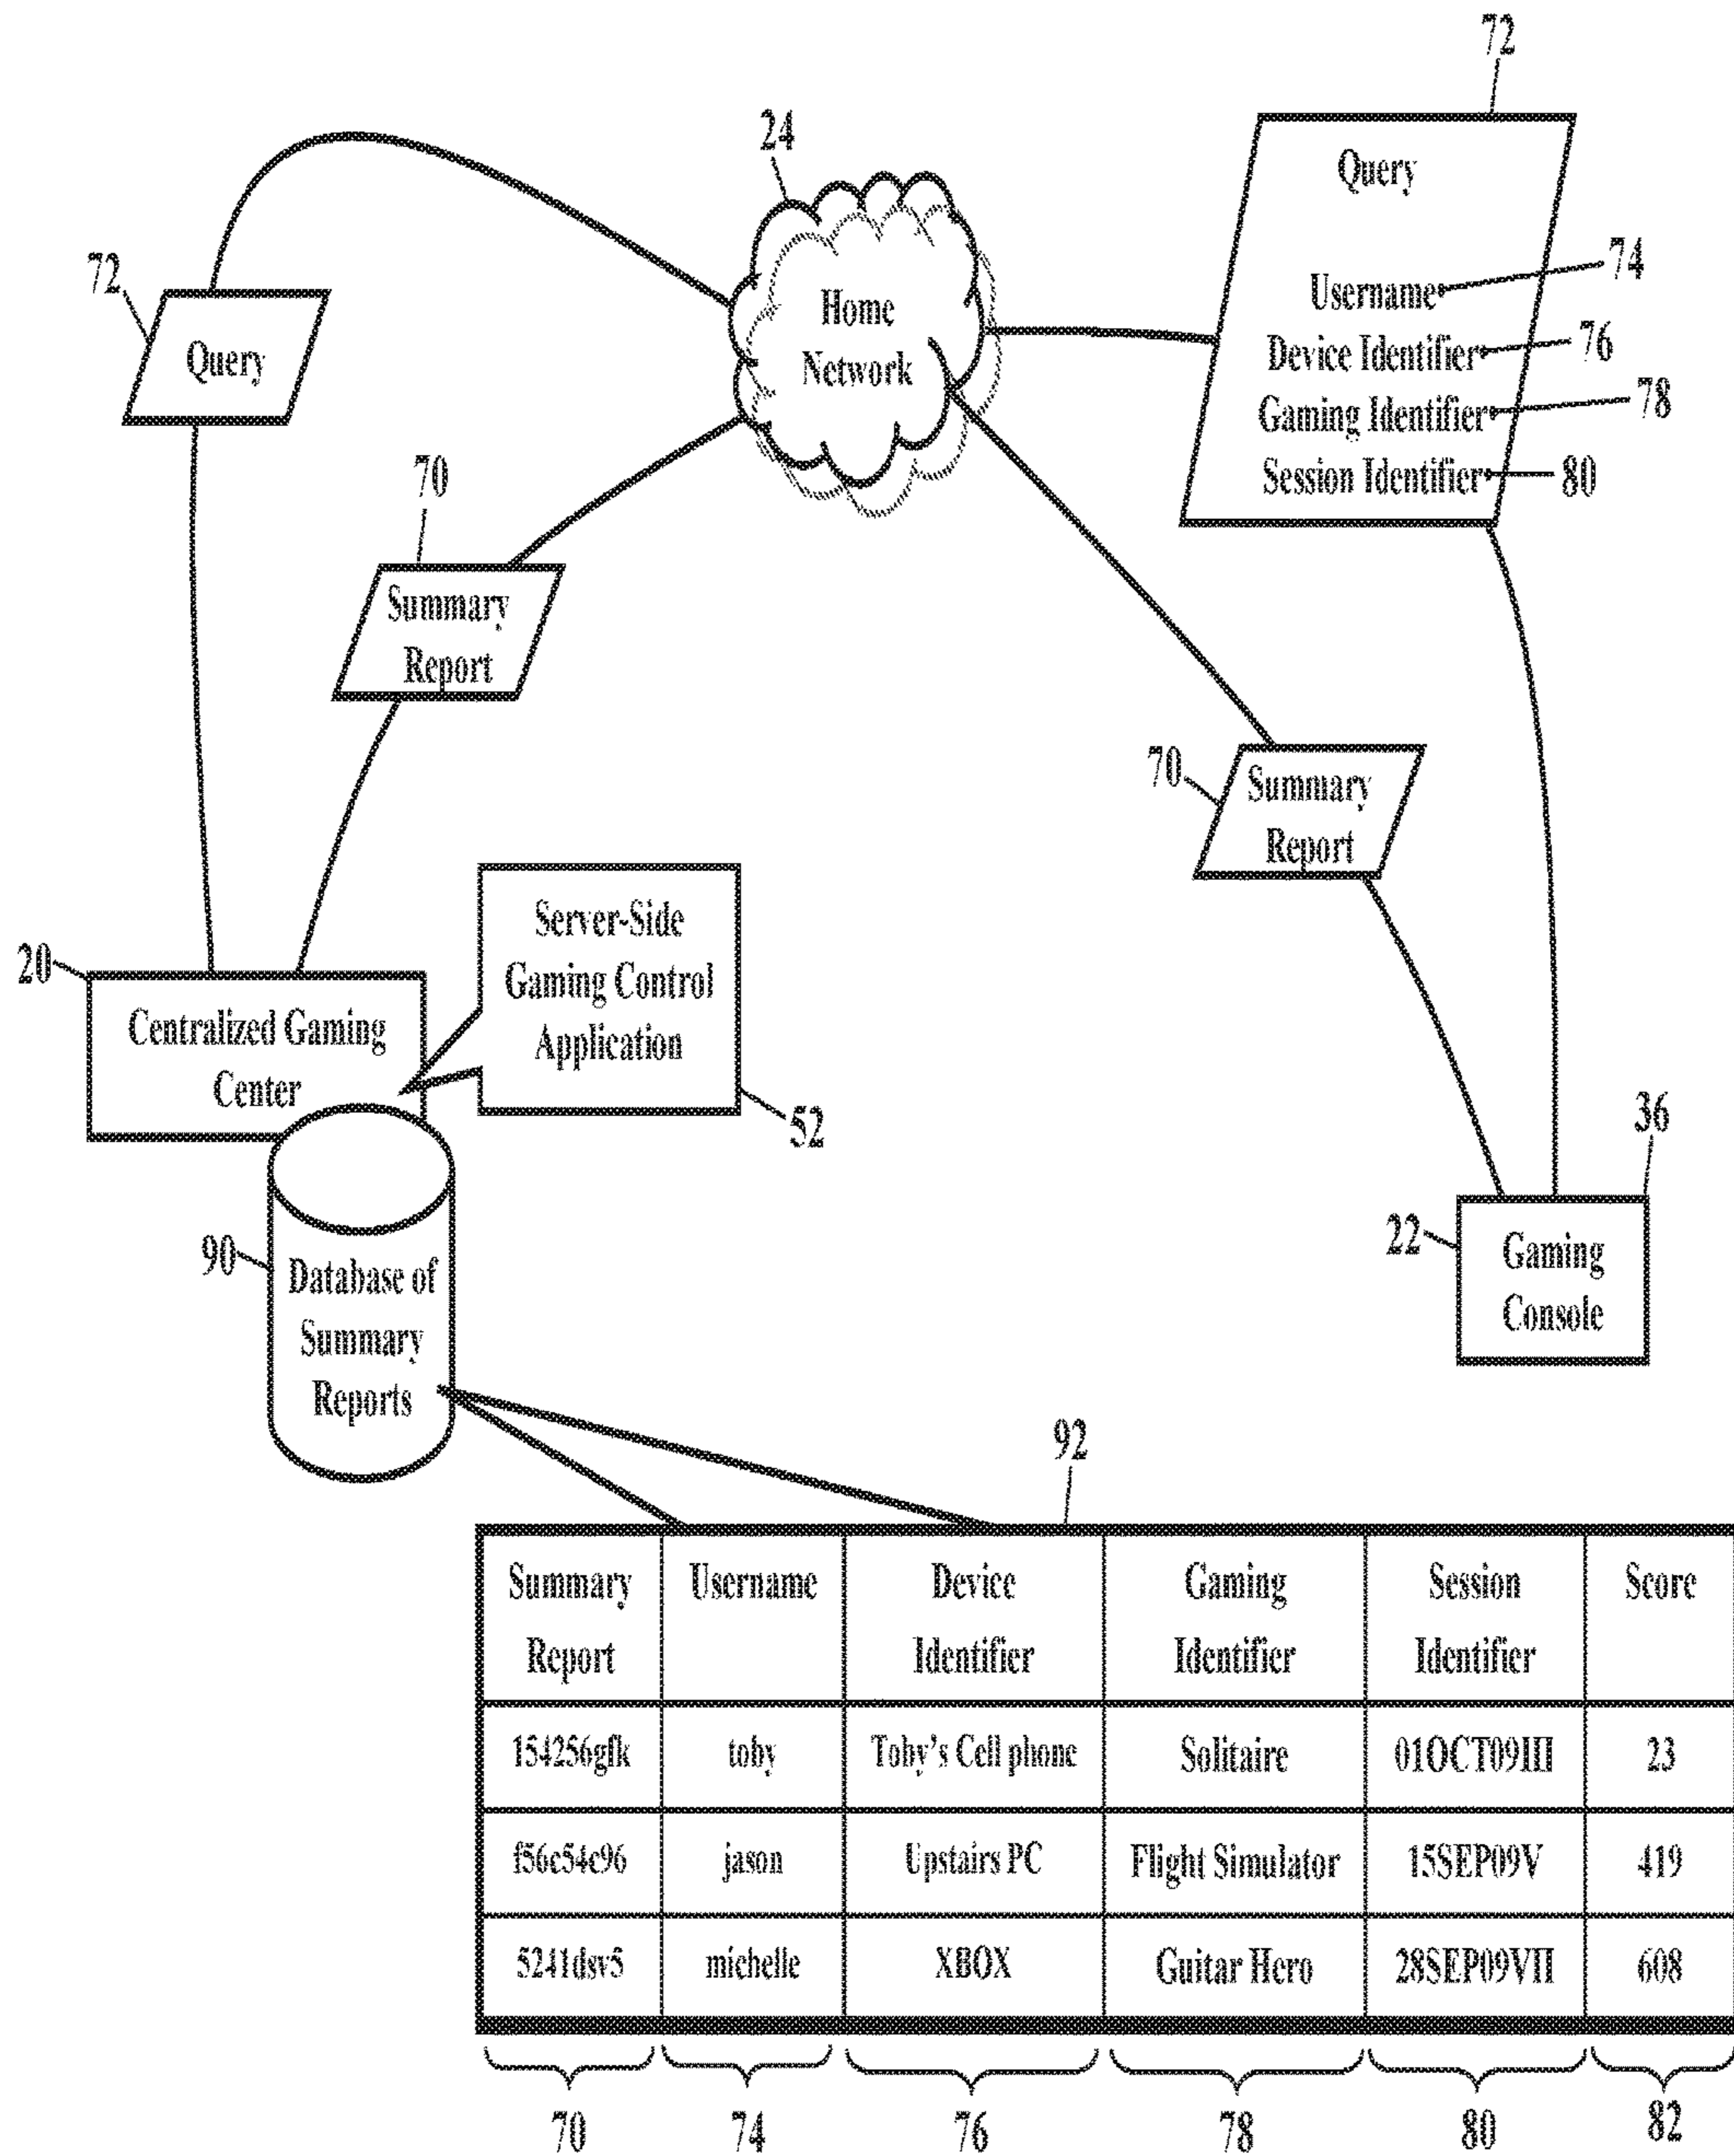 72
24
Query
74
Username
72
Home
Network
Device Identifier
76
Query
Gaming Identifier
78
Session Identifier
80
70
Summary
Report
70
Summary
Report
Server-Side
Gaming Control
Application
20
Centralized Gaming
Center
52
36
22
Gaming
Console
90
Database of
Summary
Reports
92
Summary Report
Username
Device Identifier
Gaming Identifier
Session Identifier
Score
154256gfk toby Toby's Cell phone Solitaire 01OCT09III 23
f56c54c96 jason Upstairs PC Flight Simulator 15SEP09V 419
5241dsv5 michelle XBOX Guitar Hero 28SEP09VII 608
70 74 76 78 80 82